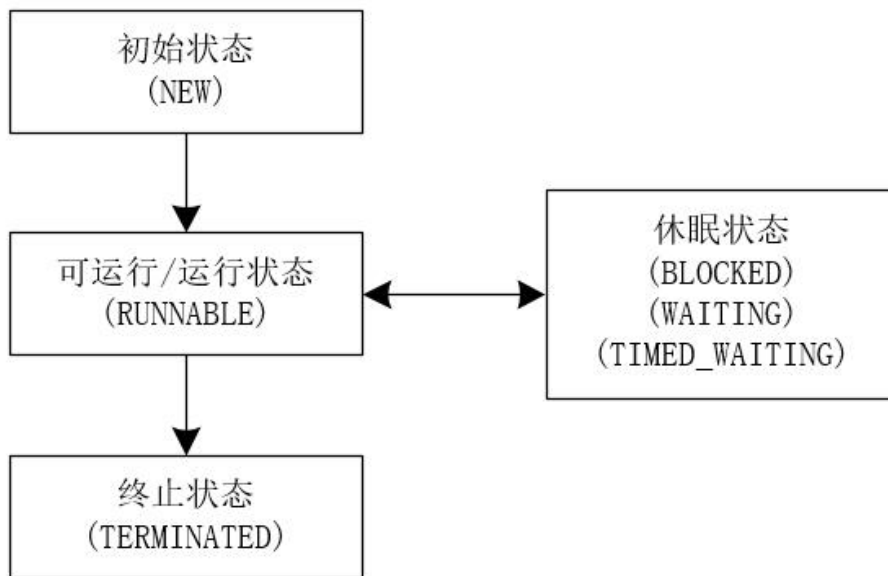 初始状态
(NEW)
可运行/运行状态
(RUNNABLE)
休眠状态
(BLOCKED)
(WAITING)
(TIMED_WAITING)
终止状态
(TERMINATED)